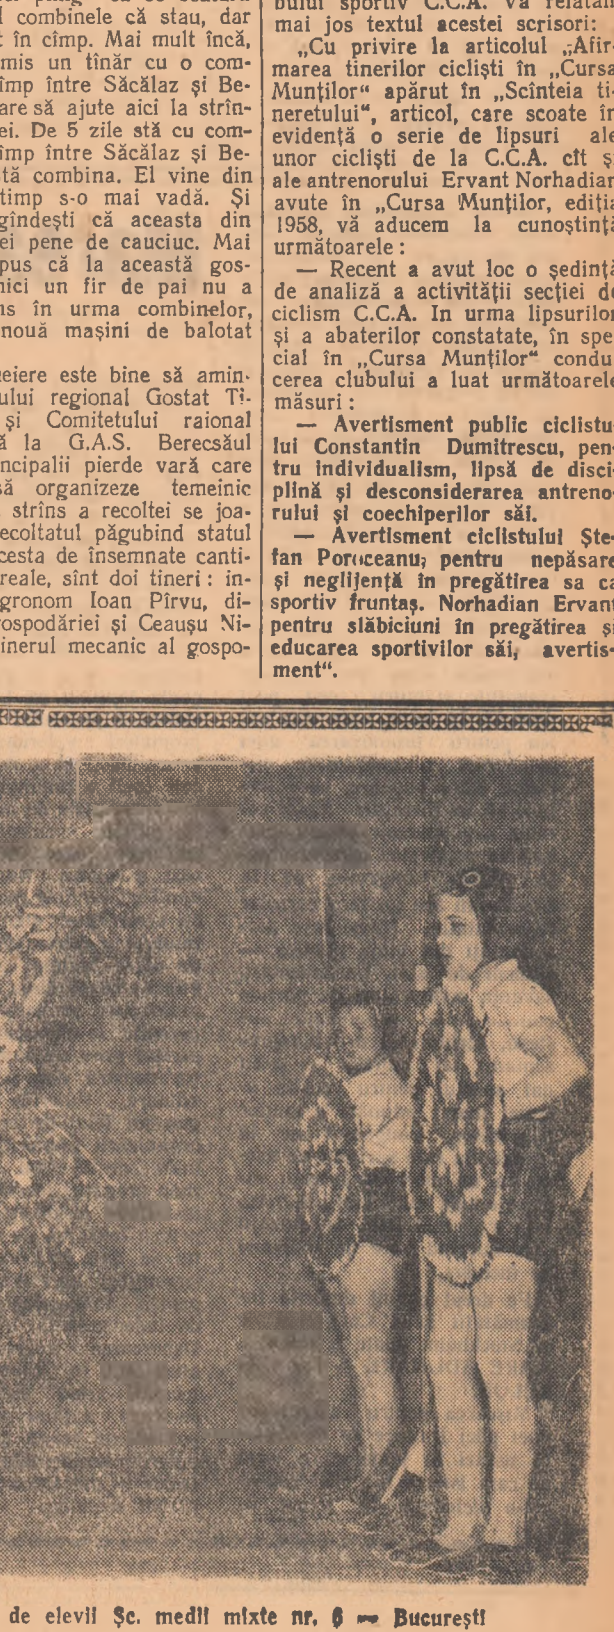 combinele că stau, dar
în cîmp. Mai mult încă,
mis un tînăr cu o com-
împ între Săcălaz și Be-
are să ajute aici la strîn-
ei. De 5 zile stă cu com-
împ între Săcălaz și Be-
tă combina. El vine din
timp s-o mai vadă. Și
gîndești că aceasta din
ei pene de cauciuc. Mai
pus că la această gos-
nici un fir de pai nu a
ns în urma combinelor,
nouă mașini de balotat
eiere este bine să amin-
ului regional Gostat Ti-
și Comitetului raional
ă la G.A.S. Berecsăul
ncipalii pierde vară care
să organizeze temeinic
strîns a recoltei se joa-
ecoltatul păgubind statul
cesta de însemnate canti-
reale, sînt doi tineri: in-
gronom Ioan Pîrvu, di-
ospodăriei și Ceaușu Ni-
inerul mecanic al gospo-
bului sportiv C.C.A. Vă relatăm
mai jos textul acestei scrisori:
„Cu privire la articolul „Afir-
marea tinerilor cicliști în „Cursa
Munților“ apărut în „Scînteia ti-
neretului“, articol, care scoate în
evidență o serie de lipsuri ale
unor cicliști de la C.C.A. cît și
ale antrenorului Ervant Norhadian
avute în „Cursa Munților, ediția
1958, vă aducem la cunoștință
următoarele:
— Recent a avut loc o ședință
de analiză a activității secției de
ciclism C.C.A. In urma lipsurilor
și a abaterilor constatate, în spe-
cial în „Cursa Munților“ condu-
cerea clubului a luat următoarele
măsuri:
— Avertisment public ciclistu-
lui Constantin Dumitrescu, pen-
tru individualism, lipsă de disci-
plină și desconsiderarea antreno-
rului și coechiperilor săi.
— Avertisment ciclistului Ște-
fan Poroceanu; pentru nepăsare
și neglijență în pregătirea sa ca
sportiv fruntaș. Norhadian Ervant
pentru slăbiciuni în pregătirea și
educarea sportivilor săi, avertis-
ment“.
de elevii Șc. medii mixte nr. 6 — București